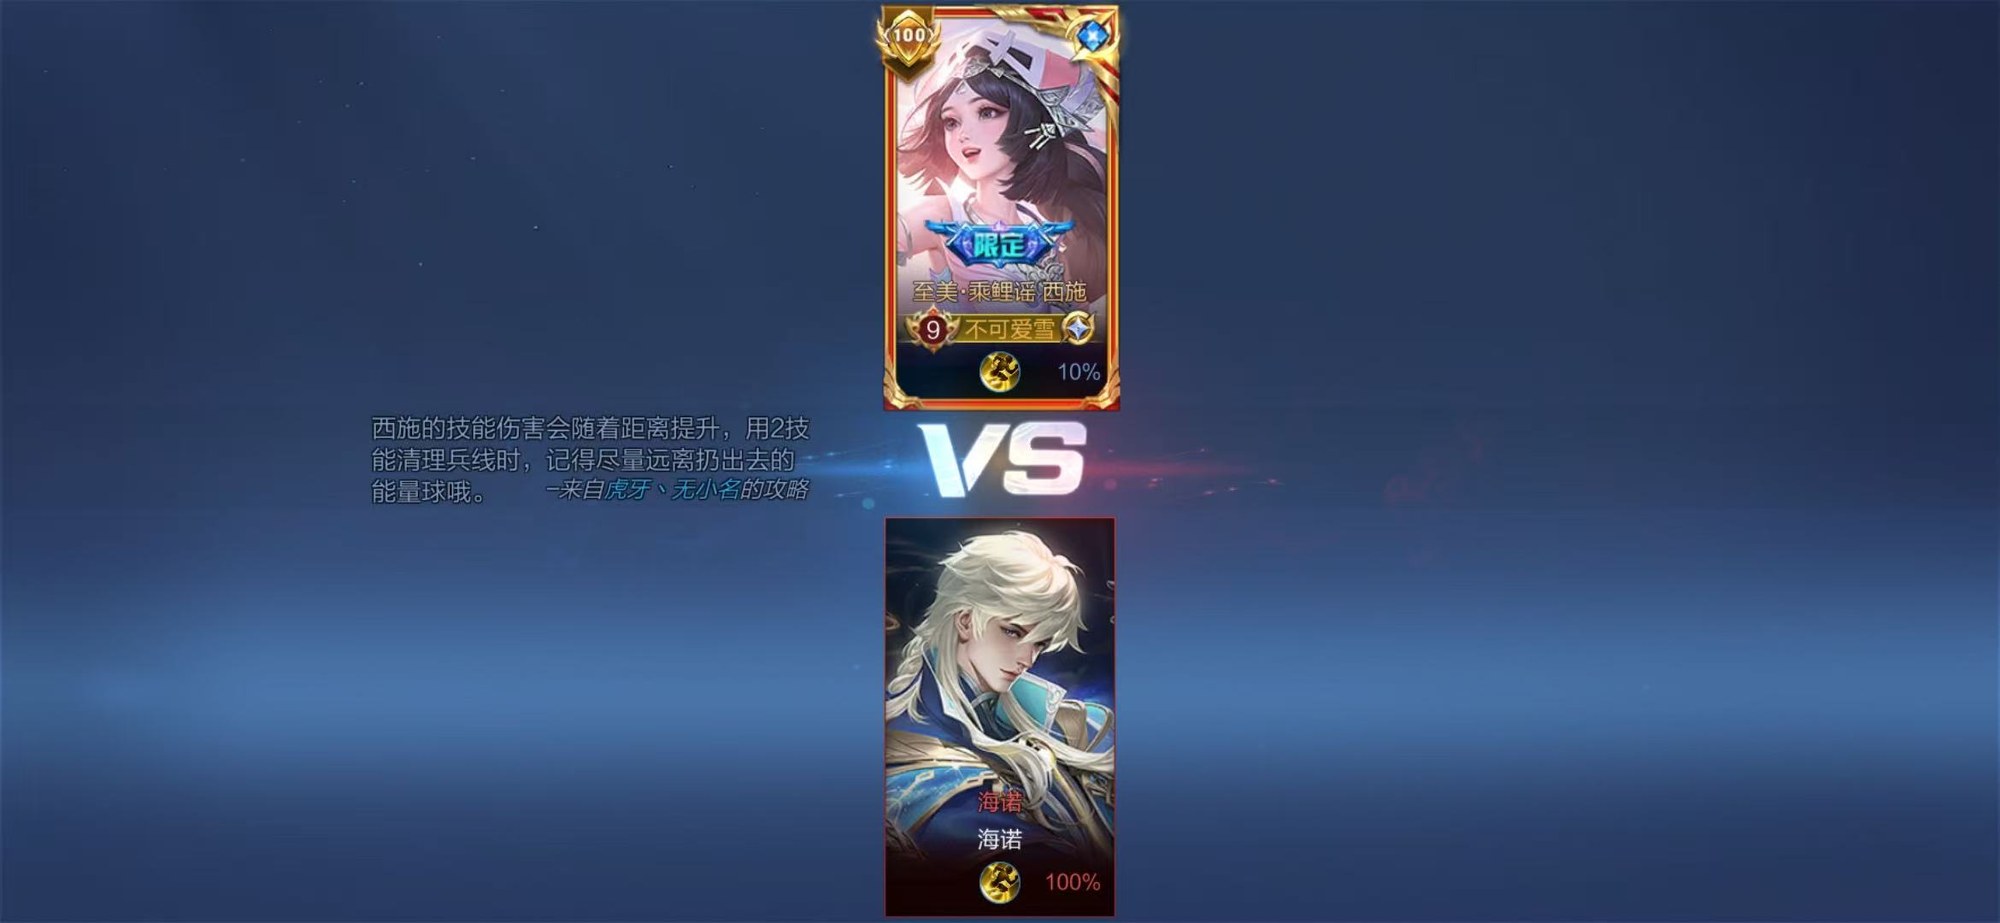 100
限定
至美·乘鲤谣 西施
9 不可爱雪
10%
西施的技能伤害会随着距离提升，用2技
能清理兵线时，记得尽量远离扔出去的
能量球哦。 —来自虎牙丶无小名的攻略
VS
海诺
海诺
100%